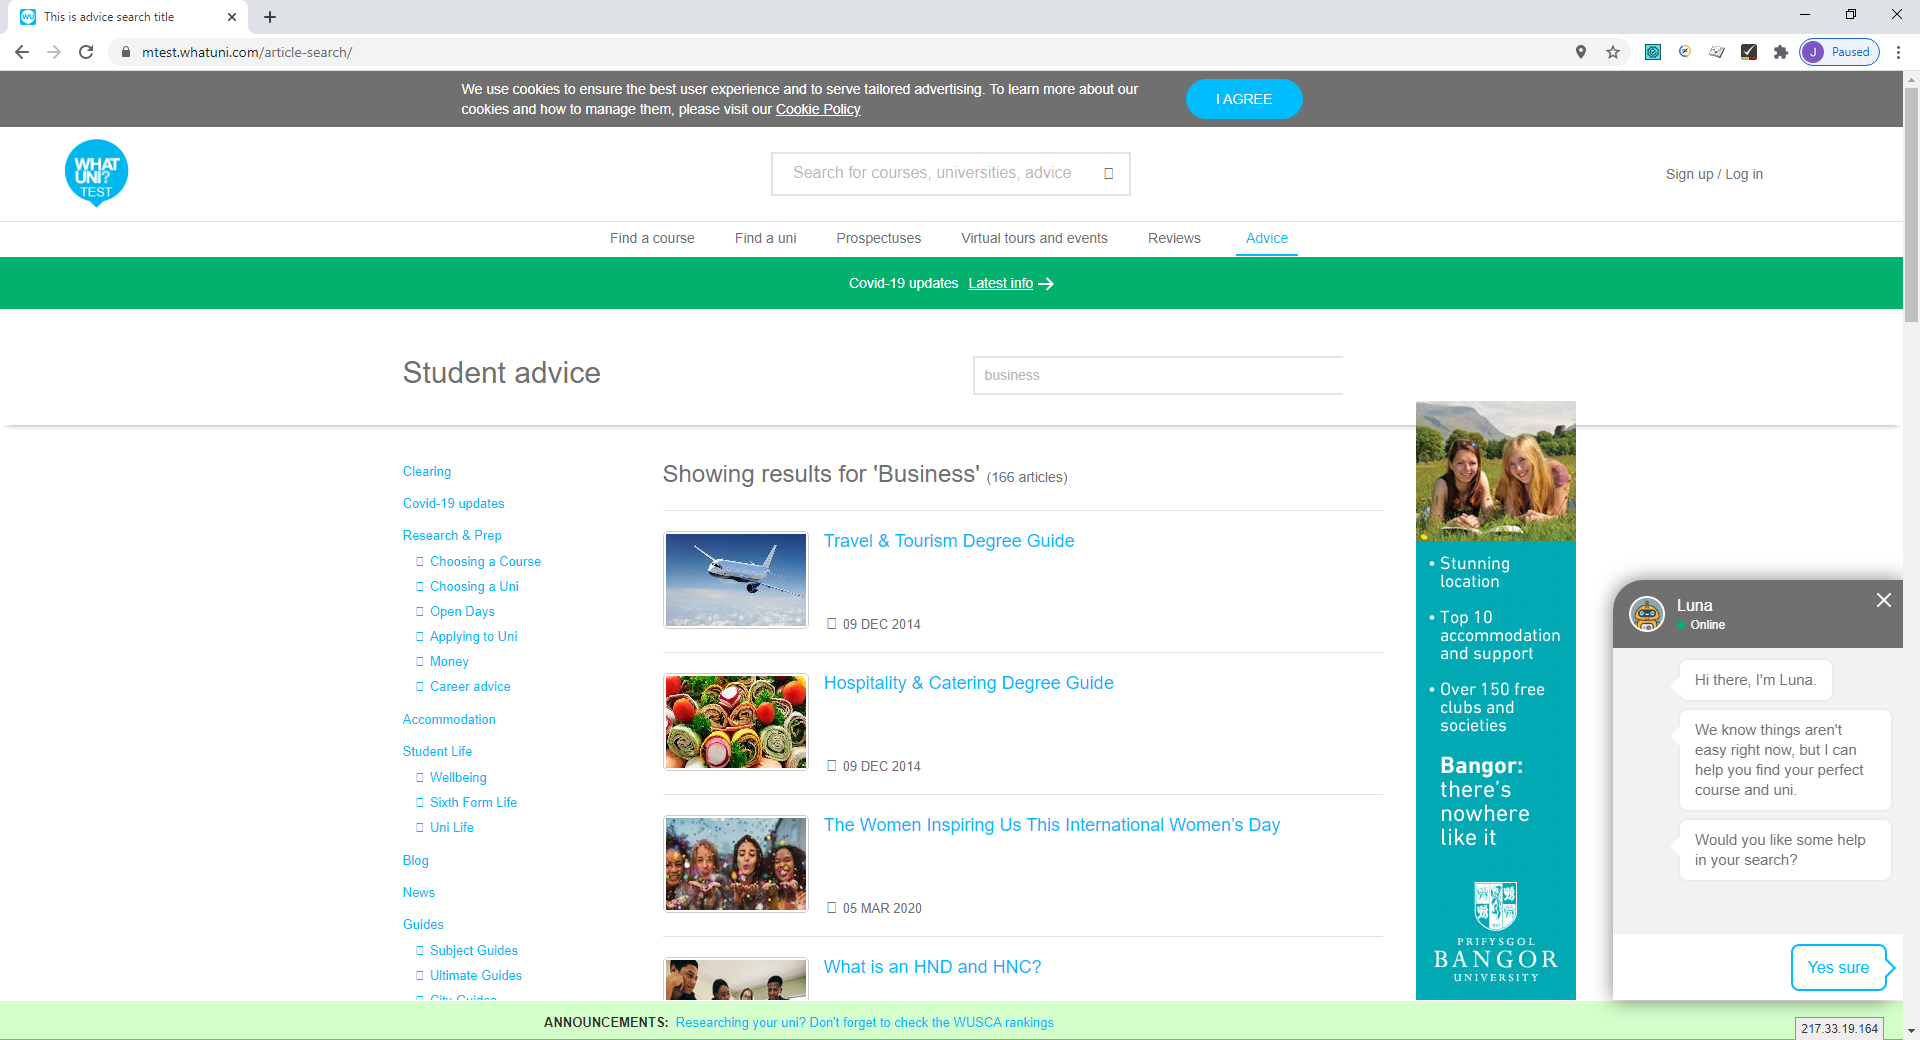 This is advice search title
mtest.whatuni.com/article-search/
J Paused
We use cookies to ensure the best user experience and to serve tailored advertising. To learn more about our
cookies and how to manage them, please visit our Cookie Policy
I AGREE
WHAT
UNI?
TEST
Search for courses, universities, advice
Sign up / Log in
Find a course
Find a uni
Prospectuses
Virtual tours and events
Reviews
Advice
Covid-19 updates Latest info
Student advice
business
Clearing
Covid-19 updates
Research & Prep
Choosing a Course
Choosing a Uni
Open Days
Applying to Uni
Money
Career advice
Accommodation
Student Life
Wellbeing
Sixth Form Life
Uni Life
Blog
News
Guides
Subject Guides
Ultimate Guides
City Guides
Showing results for 'Business' (166 articles)
Travel & Tourism Degree Guide
09 DEC 2014
Hospitality & Catering Degree Guide
09 DEC 2014
The Women Inspiring Us This International Women's Day
05 MAR 2020
What is an HND and HNC?
• Stunning
location
• Top 10
accommodation
and support
• Over 150 free
clubs and
societies
Bangor:
there's
nowhere
like it
PRIFYSGOL
BANGOR
UNIVERSITY
Luna
Online
Hi there, I'm Luna.
We know things aren't
easy right now, but I can
help you find your perfect
course and uni.
Would you like some help
in your search?
Yes sure
ANNOUNCEMENTS: Researching your uni? Don't forget to check the WUSCA rankings
217.33.19.164